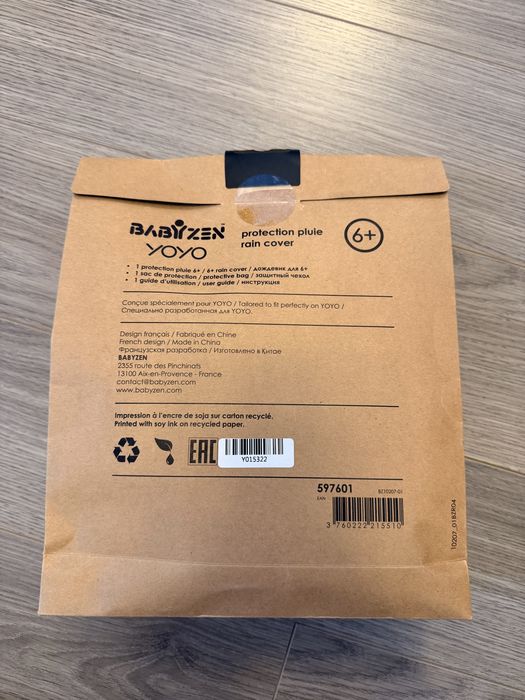 BABYZEN™
YOYO
protection pluie
rain cover
6+
• 1 protection pluie 6+ / 6+ rain cover / дождевик для 6+
• 1 sac de protection / protective bag / защитный чехол
• 1 guide d'utilisation / user guide / инструкция
Conçue spécialement pour YOYO / Tailored to fit perfectly on YOYO /
Специально разработанная для YOYO.
Design français / Fabriqué en Chine
French design / Made in China
Французская разработка / Изготовлено в Китае
BABYZEN
2355 route des Pinchinats
13100 Aix-en-Provence - France
contact@babyzen.com
www.babyzen.com
Impression à l'encre de soja sur carton recyclé.
Printed with soy ink on recycled paper.
EAC
Y015322
597601
BZ10207-01
EAN
3 760222 215510
10207_01BZR04